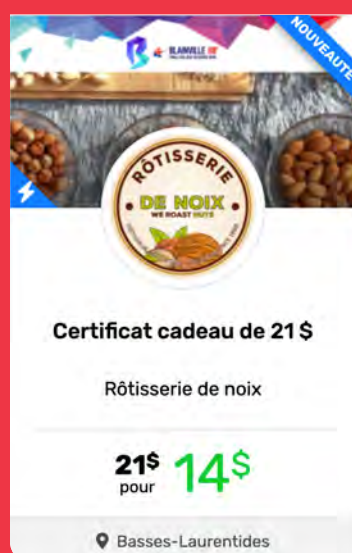 NOUVEAUTÉ
RÔTISSERIE
DE NOIX
WE ROAST NUTS
Certificat cadeau de 21 $
Rôtisserie de noix
21$
pour
14$
Basses-Laurentides